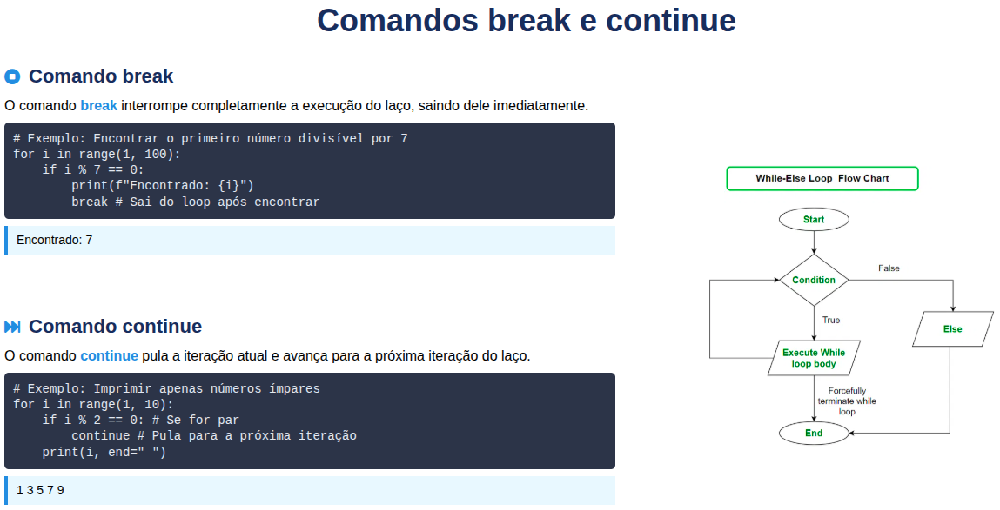 Comandos break e continue
Comando break
O comando break interrompe completamente a execução do laço, saindo dele imediatamente.
# Exemplo: Encontrar o primeiro número divisível por 7
for i in range(1, 100):
    if i % 7 == 0:
        print(f"Encontrado: {i}")
        break # Sai do loop após encontrar
Encontrado: 7
Comando continue
O comando continue pula a iteração atual e avança para a próxima iteração do laço.
# Exemplo: Imprimir apenas números ímpares
for i in range(1, 10):
    if i % 2 == 0: # Se for par
        continue # Pula para a próxima iteração
    print(i, end=" ")
1 3 5 7 9
While-Else Loop Flow Chart
Start
Condition
False
True
Else
Execute While
loop body
Forcefully
terminate while
loop
End